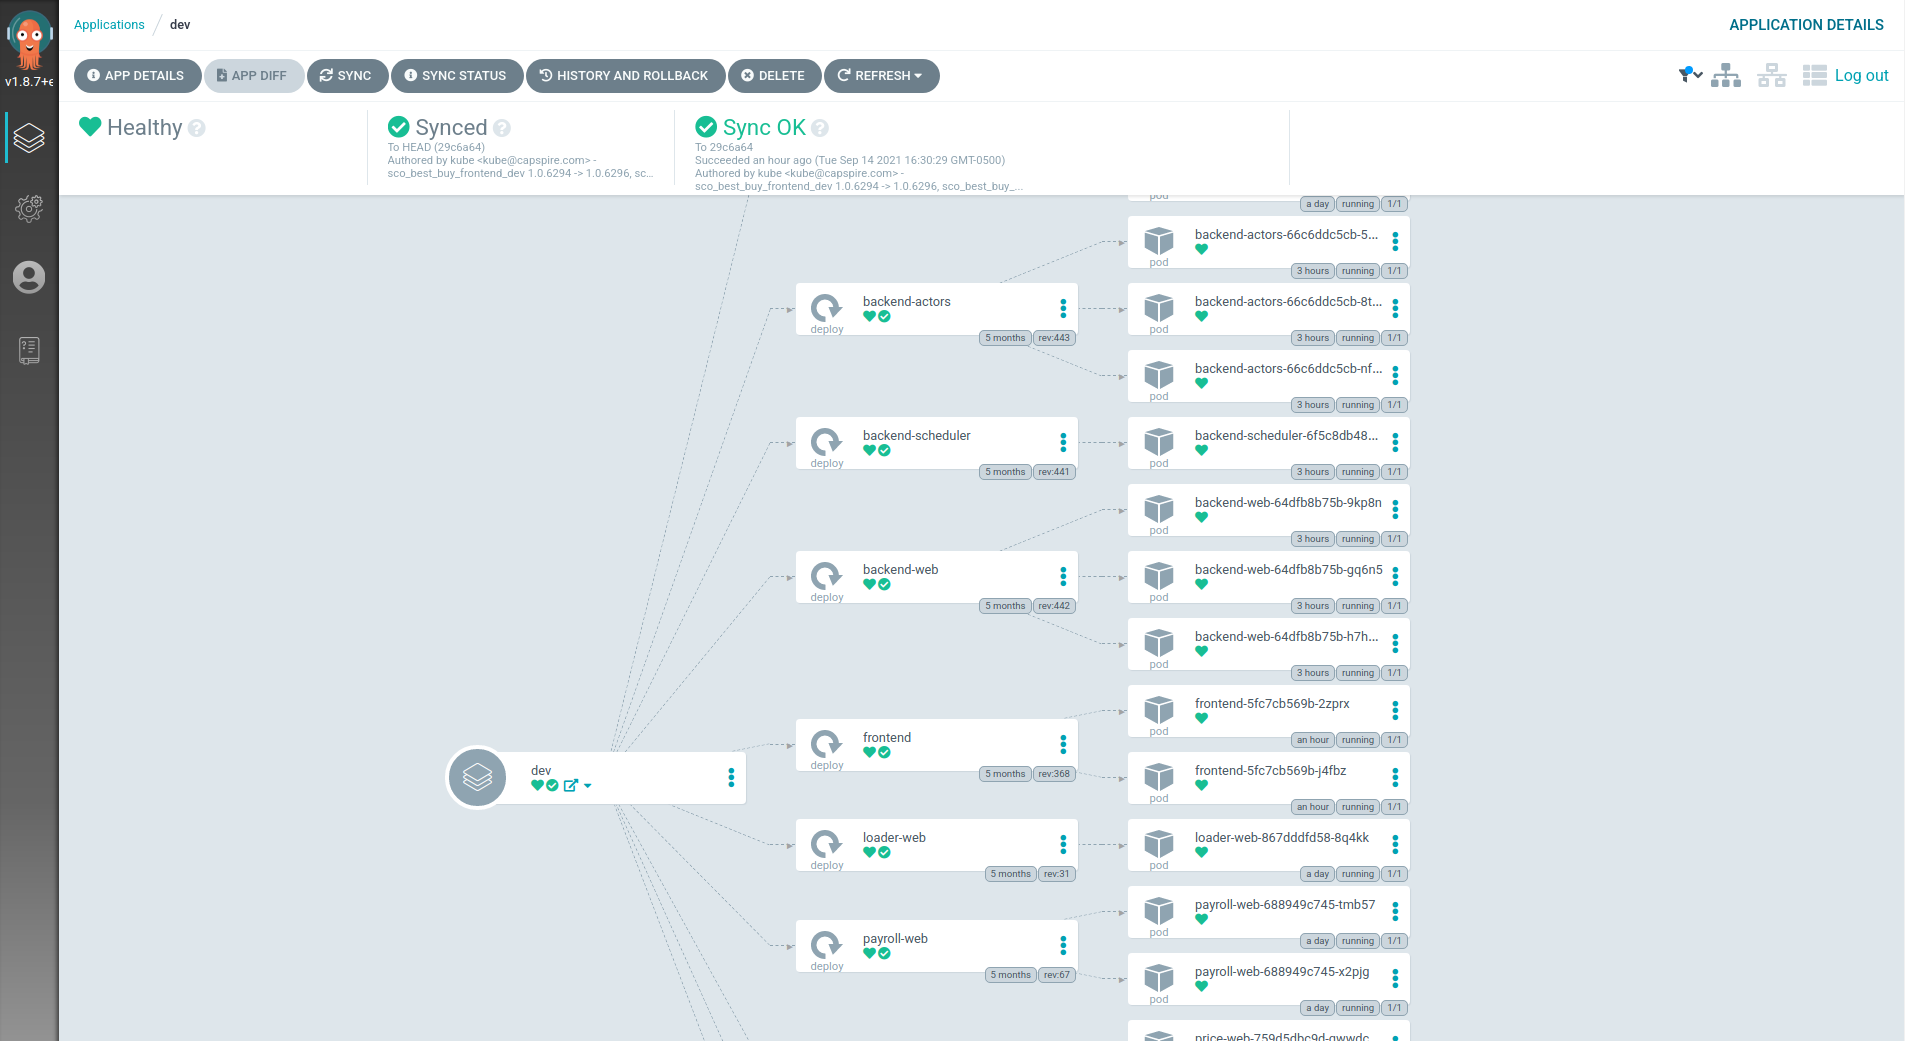 Applications / dev
APPLICATION DETAILS
v1.8.7+e
APP DETAILS
APP DIFF
SYNC
SYNC STATUS
HISTORY AND ROLLBACK
DELETE
REFRESH
Log out
Healthy
Synced
To HEAD (29c6a64)
Authored by kube <kube@capspire.com> -
sco_best_buy_frontend_dev 1.0.6294 -> 1.0.6296, sc...
Sync OK
To 29c6a64
Succeeded an hour ago (Tue Sep 14 2021 16:30:29 GMT-0500)
Authored by kube <kube@capspire.com> -
sco_best_buy_frontend_dev 1.0.6294 -> 1.0.6296, sco_best_buy_...
dev
backend-actors
deploy
5 months rev:443
backend-scheduler
deploy
5 months rev:441
backend-web
deploy
5 months rev:442
frontend
deploy
5 months rev:368
loader-web
deploy
5 months rev:31
payroll-web
deploy
5 months rev:67
pod
a day running 1/1
backend-actors-66c6ddc5cb-5...
pod
3 hours running 1/1
backend-actors-66c6ddc5cb-8t...
pod
3 hours running 1/1
backend-actors-66c6ddc5cb-nf...
pod
3 hours running 1/1
backend-scheduler-6f5c8db48...
pod
3 hours running 1/1
backend-web-64dfb8b75b-9kp8n
pod
3 hours running 1/1
backend-web-64dfb8b75b-gq6n5
pod
3 hours running 1/1
backend-web-64dfb8b75b-h7h...
pod
3 hours running 1/1
frontend-5fc7cb569b-2zprx
pod
an hour running 1/1
frontend-5fc7cb569b-j4fbz
pod
an hour running 1/1
loader-web-867dddfd58-8q4kk
pod
a day running 1/1
payroll-web-688949c745-tmb57
pod
a day running 1/1
payroll-web-688949c745-x2pjg
pod
a day running 1/1
price-web-759d5dbc9d-qwwdc